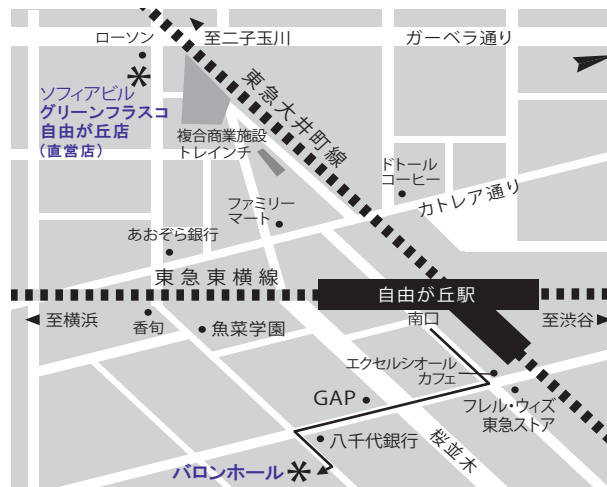 ローソン
至二子玉川
ガーベラ通り
ソフィアビル
グリーンフラスコ
自由が丘店
(直営店)
東急大井町線
複合商業施設
トレインチ
ドトール
コーヒー
カトレア通り
ファミリー
マート
あおぞら銀行
東急東横線
自由が丘駅
至横浜
香旬
魚菜学園
南口
至渋谷
エクセルシオール
カフェ
GAP
フレル・ウィズ
東急ストア
八千代銀行
桜並木
バロンホール